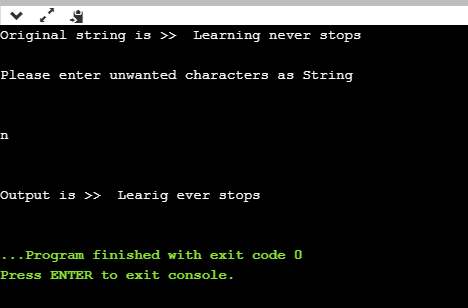 Original string is >>  Learning never stops
Please enter unwanted characters as String
n
Output is >>  Learig ever stops
...Program finished with exit code 0
Press ENTER to exit console.